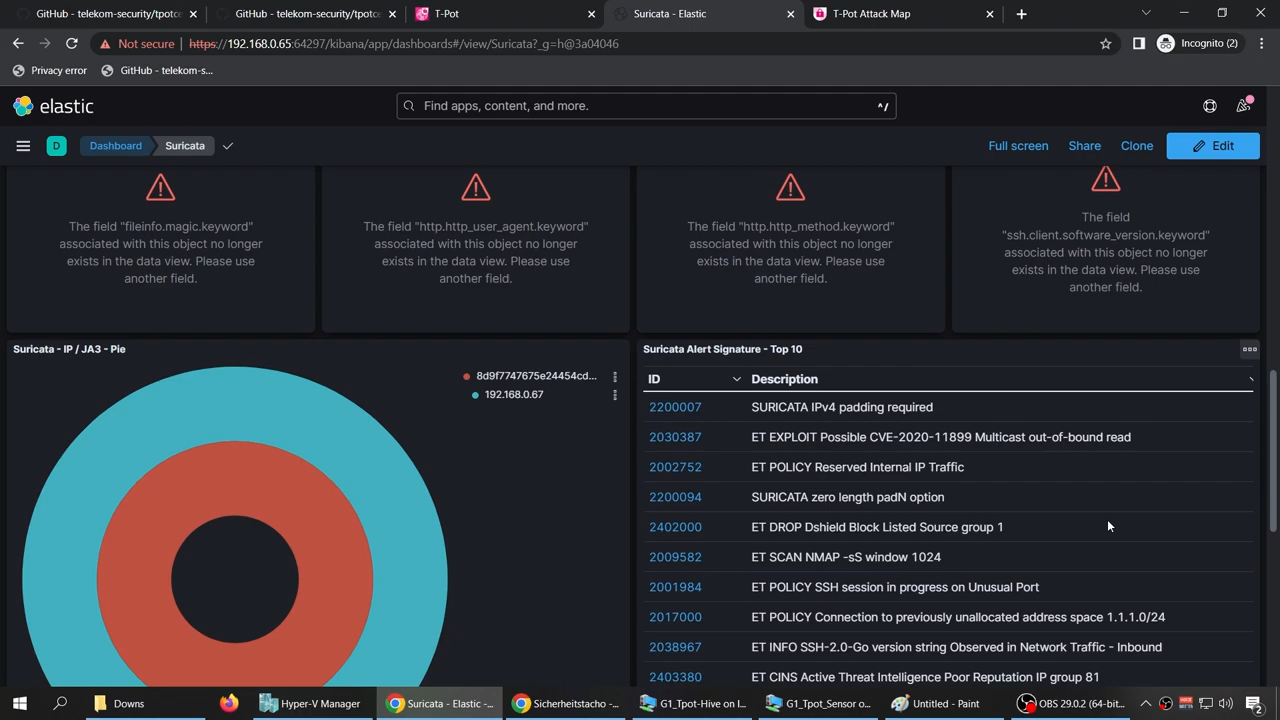 GitHub - telekom-security/tpotce
GitHub - telekom-security/tpotce
T-Pot
Suricata - Elastic
T-Pot Attack Map
Not secure
https://192.168.0.65:64297/kibana/app/dashboards#/view/Suricata?_g=h@3a04046
Incognito (2)
Privacy error
GitHub - telekom-s...
elastic
Find apps, content, and more.
^/
D
Dashboard
Suricata
Full screen
Share
Clone
Edit
The field "fileinfo.magic.keyword"
associated with this object no longer
exists in the data view. Please use
another field.
The field "http.http_user_agent.keyword"
associated with this object no longer
exists in the data view. Please use
another field.
The field "http.http_method.keyword"
associated with this object no longer
exists in the data view. Please use
another field.
The field
"ssh.client.software_version.keyword"
associated with this object no longer
exists in the data view. Please use
another field.
Suricata - IP / JA3 - Pie
8d9f7747675e24454cd...
192.168.0.67
Suricata Alert Signature - Top 10
ID Description
2200007 SURICATA IPv4 padding required
2030387 ET EXPLOIT Possible CVE-2020-11899 Multicast out-of-bound read
2002752 ET POLICY Reserved Internal IP Traffic
2200094 SURICATA zero length padN option
2402000 ET DROP Dshield Block Listed Source group 1
2009582 ET SCAN NMAP -sS window 1024
2001984 ET POLICY SSH session in progress on Unusual Port
2017000 ET POLICY Connection to previously unallocated address space 1.1.1.0/24
2038967 ET INFO SSH-2.0-Go version string Observed in Network Traffic - Inbound
2403380 ET CINS Active Threat Intelligence Poor Reputation IP group 81
Downs
Hyper-V Manager
Suricata - Elastic -...
Sicherheitstacho -...
G1_Tpot-Hive on l...
G1_Tpot_Sensor o...
Untitled - Paint
OBS 29.0.2 (64-bit...
2